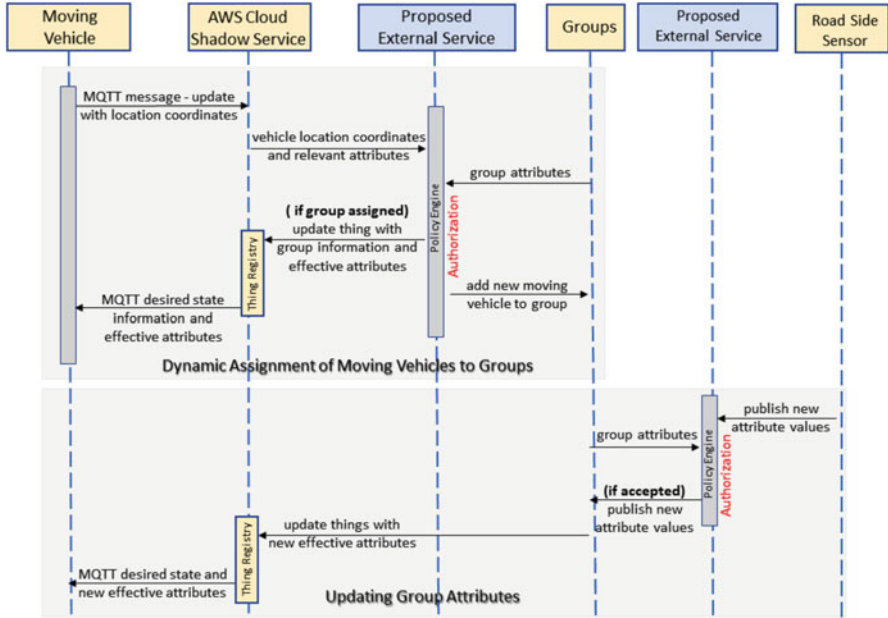 Moving
Vehicle
AWS Cloud
Shadow Service
Proposed
External Service
Groups
Proposed
External Service
Road Side
Sensor
MQTT message - update
with location coordinates
vehicle location coordinates
and relevant attributes
group attributes
( if group assigned)
update thing with
group information and
effective attributes
Policy Engine
Authorization
Thing Registry
add new moving
vehicle to group
MQTT desired state
information and
effective attributes
Dynamic Assignment of Moving Vehicles to Groups
publish new
attribute values
group attributes
Policy Engine
Authorization
(if accepted)
publish new
attribute values
update things with
new effective attributes
Thing Registry
MQTT desired state and
new effective attributes
Updating Group Attributes